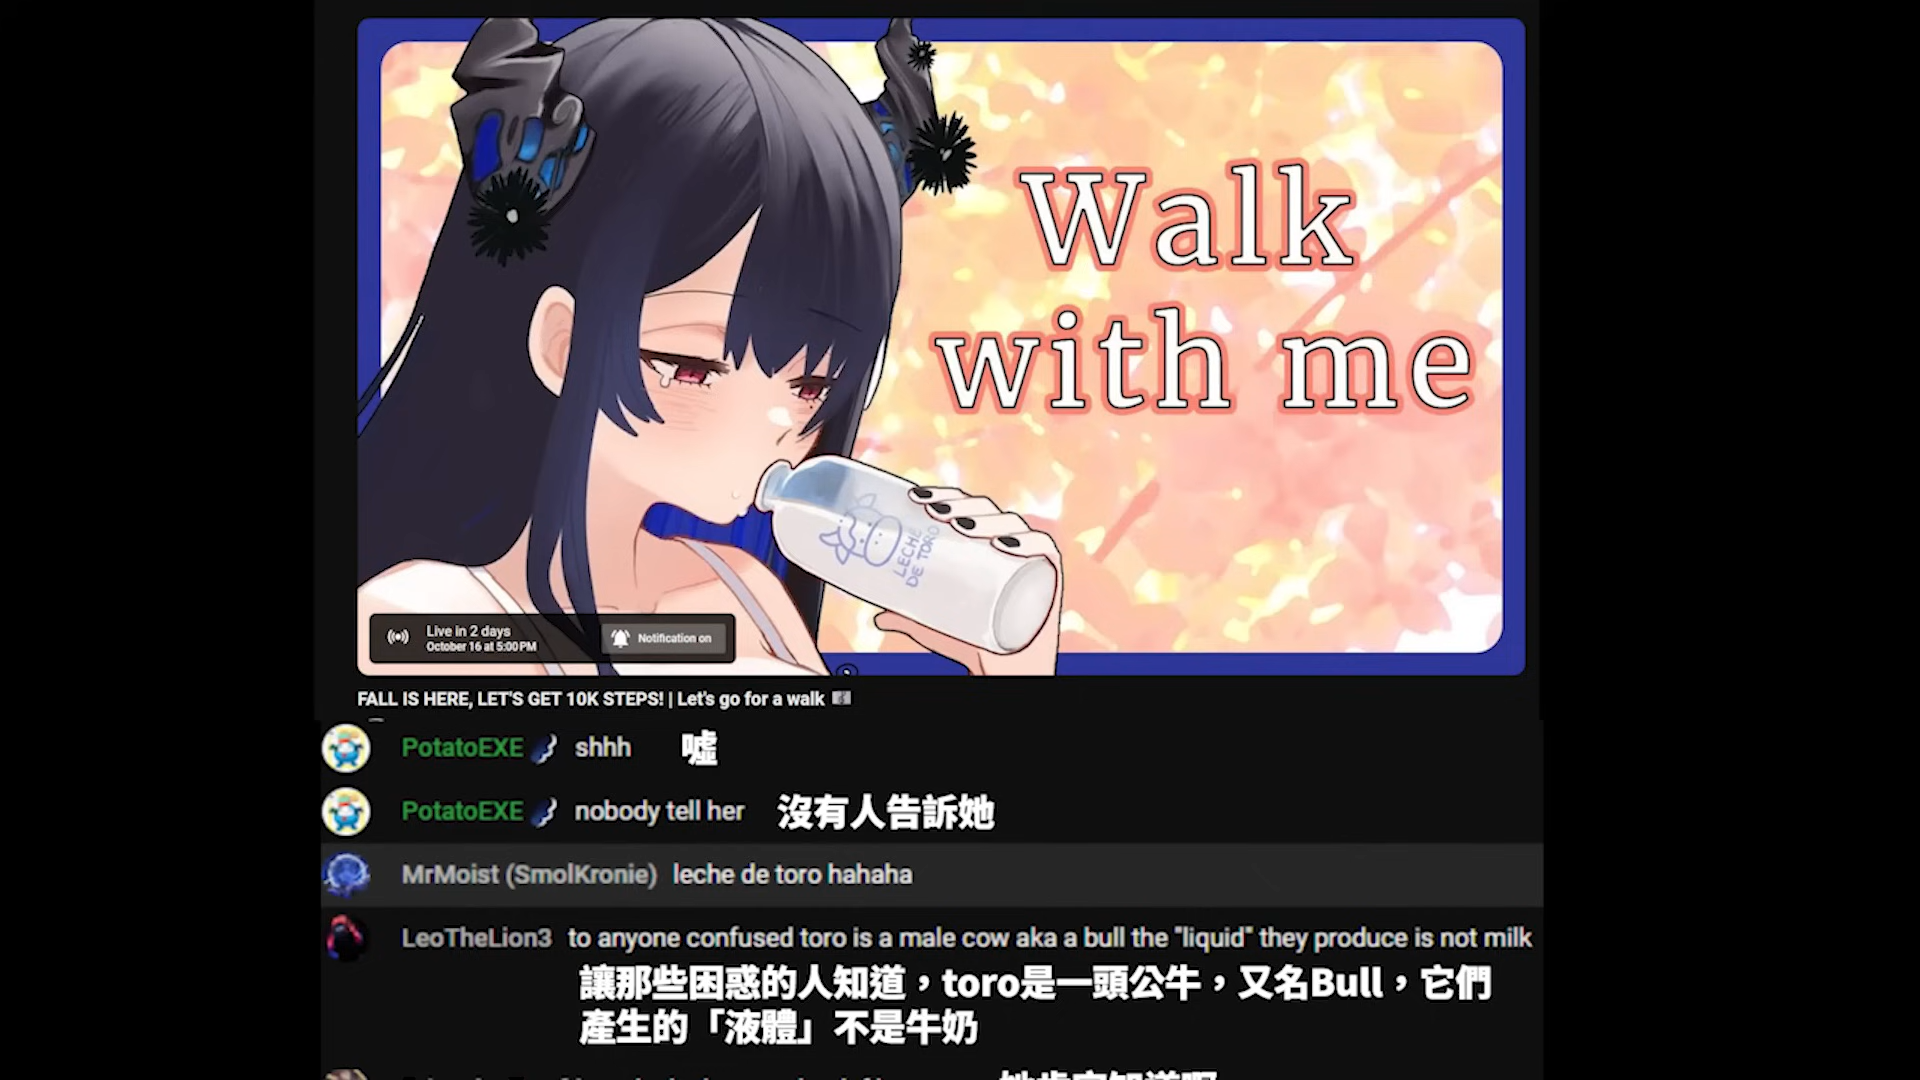 Walk
with me
LECHE
DE TORO
Live in 2 days
October 16 at 5:00PM
Notification on
FALL IS HERE, LET'S GET 10K STEPS! | Let's go for a walk
PotatoEXE shhh 噓
PotatoEXE nobody tell her 沒有人告訴她
MrMoist (SmolKronie) leche de toro hahaha
LeoTheLion3 to anyone confused toro is a male cow aka a bull the "liquid" they produce is not milk
讓那些困惑的人知道，toro是一頭公牛，又名Bull，它們
產生的「液體」不是牛奶